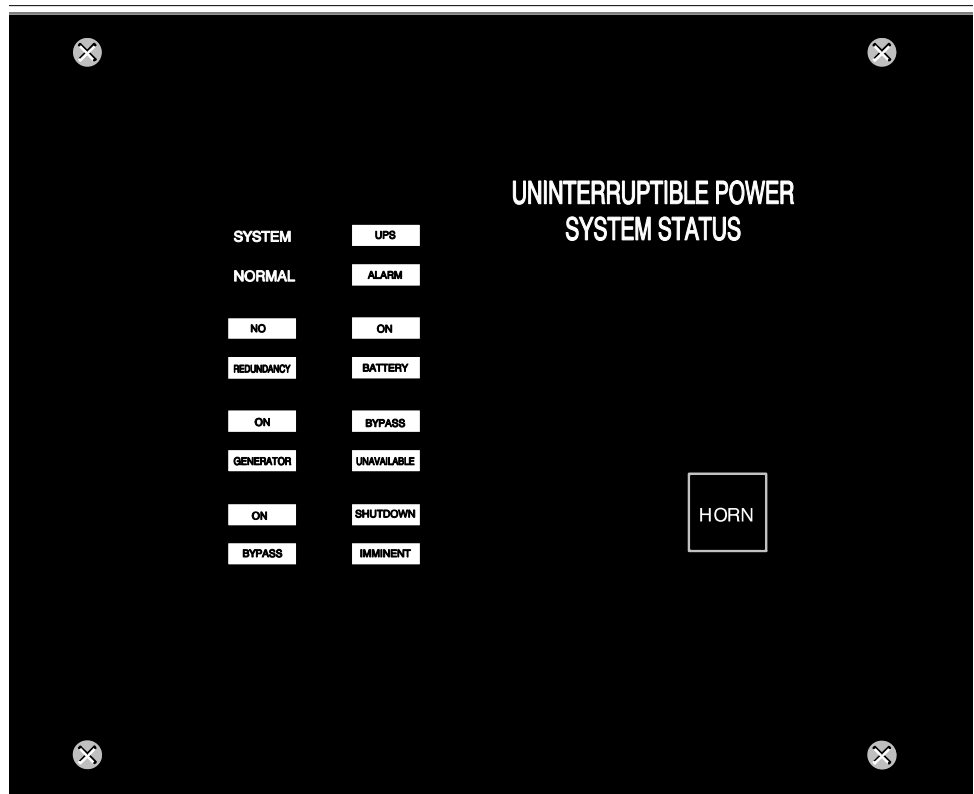 UNINTERRUPTIBLE POWER
SYSTEM STATUS
SYSTEM
NORMAL
UPS
ALARM
NO
REDUNDANCY
ON
BATTERY
ON
GENERATOR
BYPASS
UNAVAILABLE
ON
BYPASS
SHUTDOWN
IMMINENT
HORN